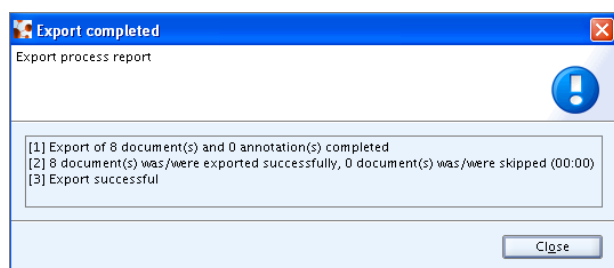 Export completed
Export process report
[1] Export of 8 document(s) and 0 annotation(s) completed
[2] 8 document(s) was/were exported successfully, 0 document(s) was/were skipped (00:00)
[3] Export successful
Close